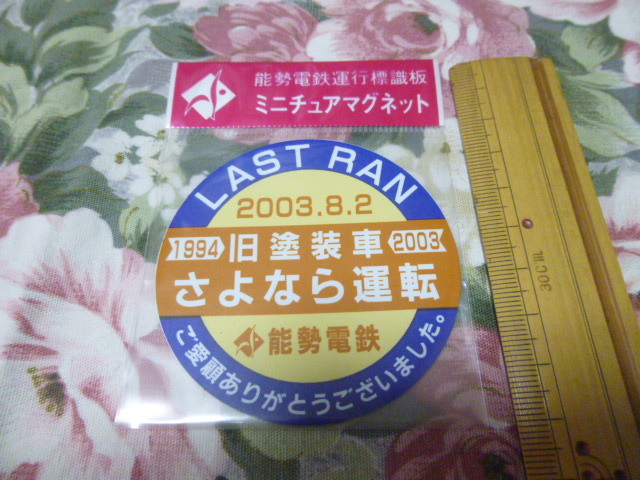 能勢電鉄運行標識板
ミニチュアマグネット
LAST RAN
2003.8.2
1994 旧塗装車 2003
さよなら運転
能勢電鉄
ご愛顧ありがとうございました。
30cm